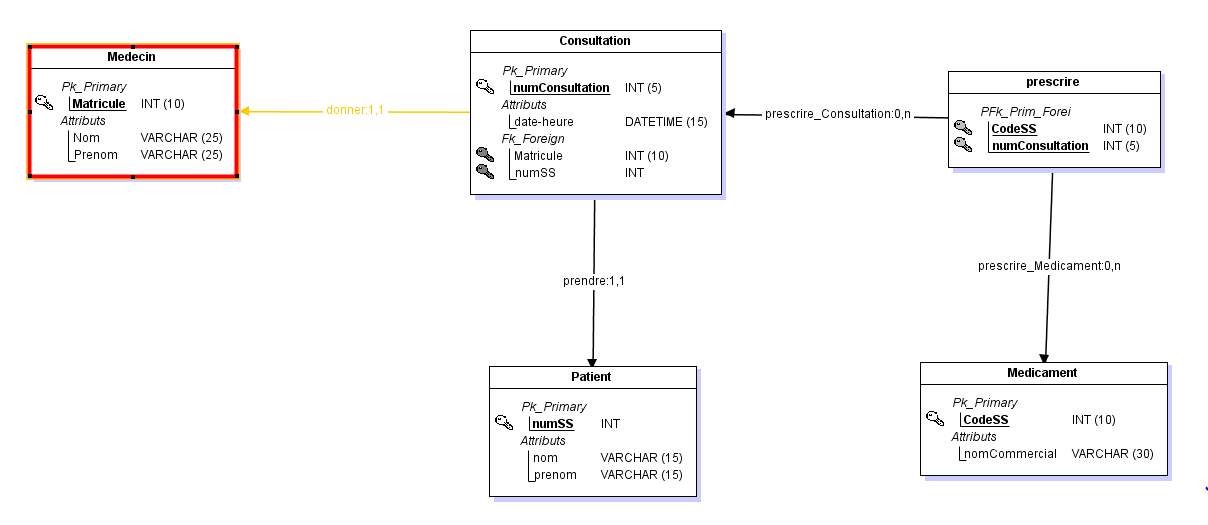 Medecin
Pk_Primary
Matricule INT (10)
Attributs
Nom VARCHAR (25)
Prenom VARCHAR (25)
donner:1,1
Consultation
Pk_Primary
numConsultation INT (5)
Attributs
date-heure DATETIME (15)
Fk_Foreign
Matricule INT (10)
numSS INT
prescrire_Consultation:0,n
prescrire
PFk_Prim_Forei
CodeSS INT (10)
numConsultation INT (5)
prendre:1,1
prescrire_Medicament:0,n
Patient
Pk_Primary
numSS INT
Attributs
nom VARCHAR (15)
prenom VARCHAR (15)
Medicament
Pk_Primary
CodeSS INT (10)
Attributs
nomCommercial VARCHAR (30)